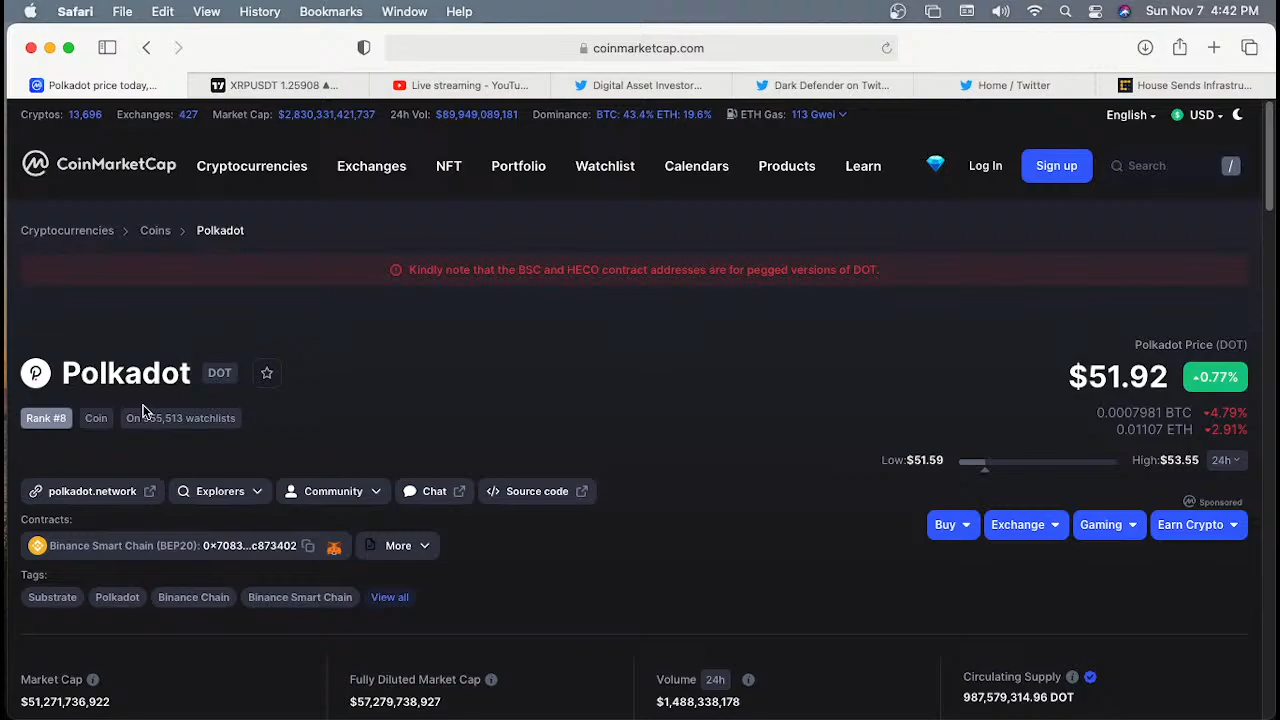 Safari File Edit View History Bookmarks Window Help Sun Nov 7 4:42 PM
coinmarketcap.com
Polkadot price today,... XRPUSDT 1.25908 ▲... Live streaming - YouTu... Digital Asset Investor... Dark Defender on Twit... Home / Twitter House Sends Infrastru...
Cryptos: 13,696 Exchanges: 427 Market Cap: $2,830,331,421,737 24h Vol: $89,949,089,181 Dominance: BTC: 43.4% ETH: 19.6% ETH Gas: 113 Gwei English USD
CoinMarketCap Cryptocurrencies Exchanges NFT Portfolio Watchlist Calendars Products Learn Log In Sign up Search /
Cryptocurrencies > Coins > Polkadot
Kindly note that the BSC and HECO contract addresses are for pegged versions of DOT.
Polkadot Price (DOT)
Polkadot DOT $51.92 0.77%
0.0007981 BTC 4.79%
Rank #8 Coin On 55,513 watchlists
0.01107 ETH 2.91%
Low:$51.59 High:$53.55 24h
polkadot.network Explorers Community Chat Source code
Sponsored
Contracts:
Buy Exchange Gaming Earn Crypto
Binance Smart Chain (BEP20): 0x7083...c873402 More
Tags:
Substrate Polkadot Binance Chain Binance Smart Chain View all
Market Cap Fully Diluted Market Cap Volume 24h Circulating Supply
$51,271,736,922 $57,279,738,927 $1,488,338,178 987,579,314.96 DOT